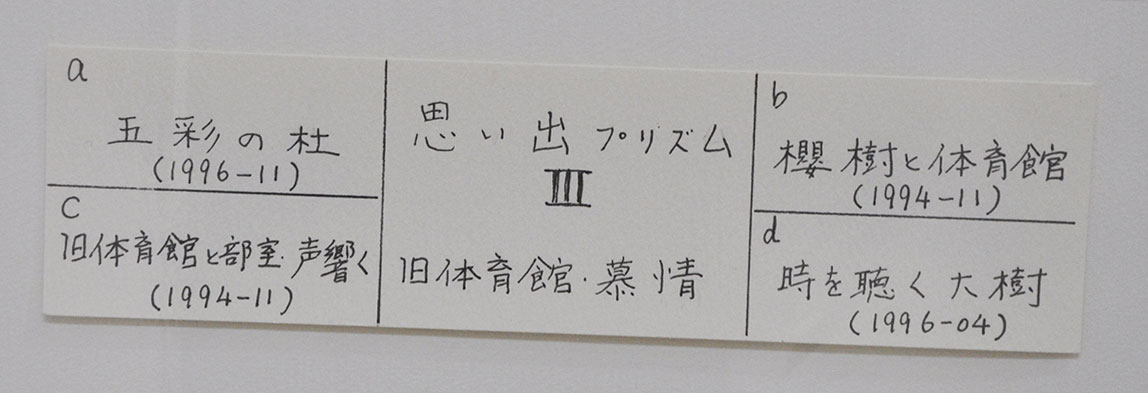 a
五彩の杜
(1996-11)
c
旧体育館と部室・声響く
(1994-11)
思い出プリズム
III
旧体育館・慕情
b
櫻樹と体育館
(1994-11)
d
時を聴く大樹
(1996-04)